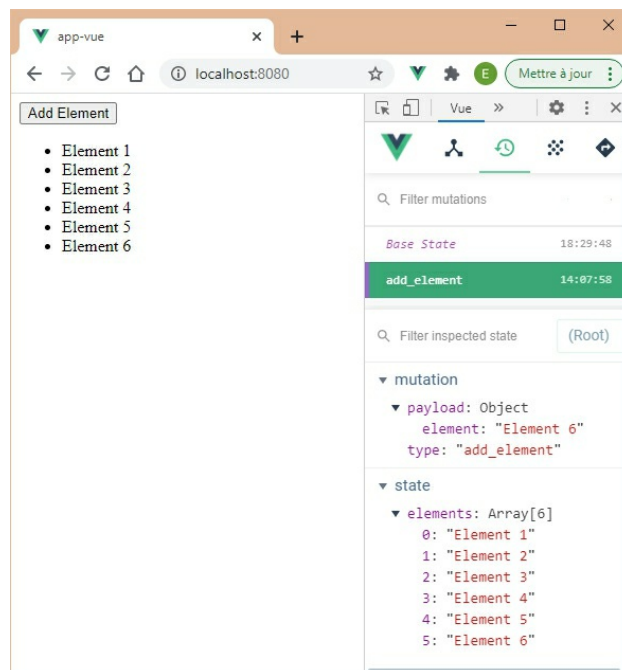 app-vue
localhost:8080
E
Mettre à jour
Add Element
Element 1
Element 2
Element 3
Element 4
Element 5
Element 6
Vue
Filter mutations
Base State 18:29:48
add_element 14:07:58
Filter inspected state (Root)
mutation
payload: Object
element: "Element 6"
type: "add_element"
state
elements: Array[6]
0: "Element 1"
1: "Element 2"
2: "Element 3"
3: "Element 4"
4: "Element 5"
5: "Element 6"